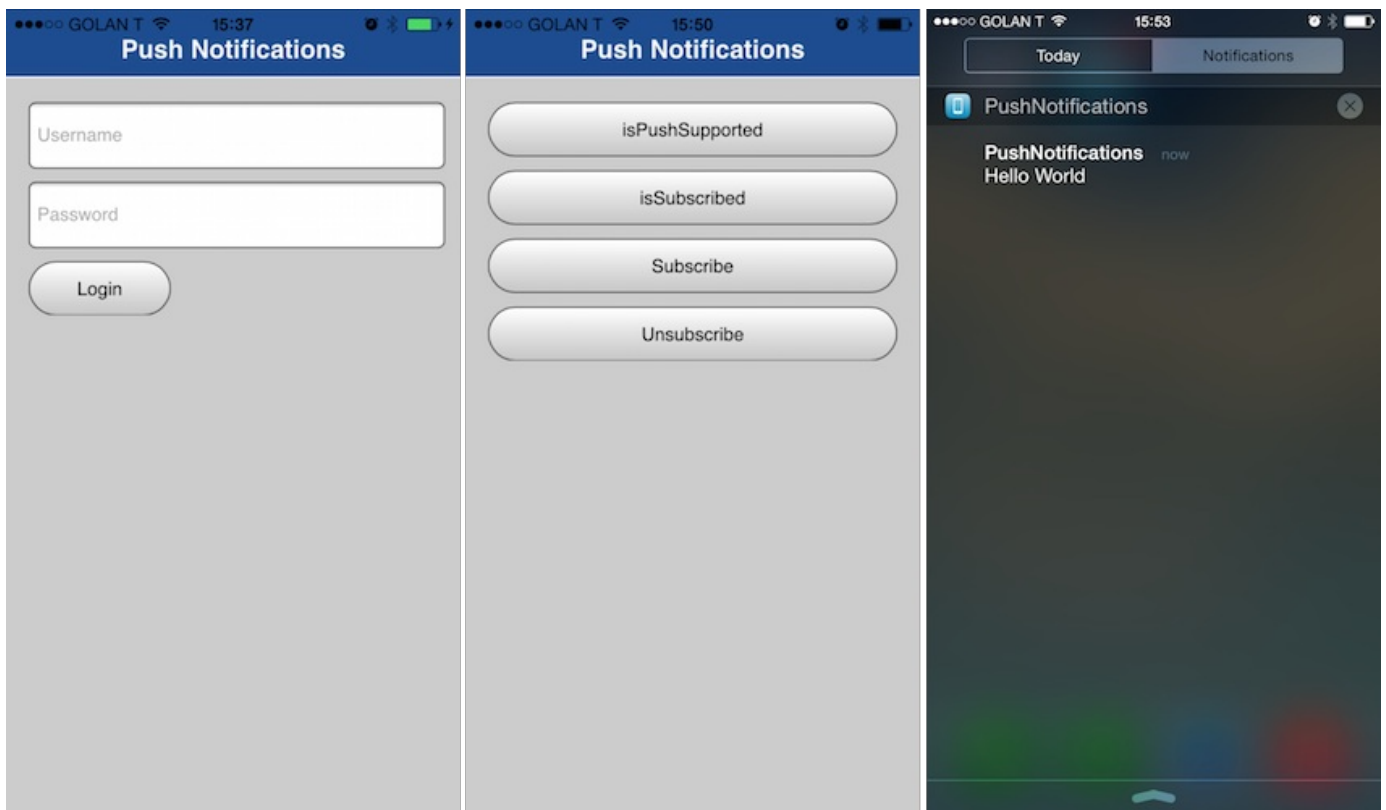 GOLAN T 15:37
Push Notifications
Username
Password
Login
GOLAN T 15:50
Push Notifications
isPushSupported
isSubscribed
Subscribe
Unsubscribe
GOLAN T 15:53
Today Notifications
PushNotifications
PushNotifications now
Hello World